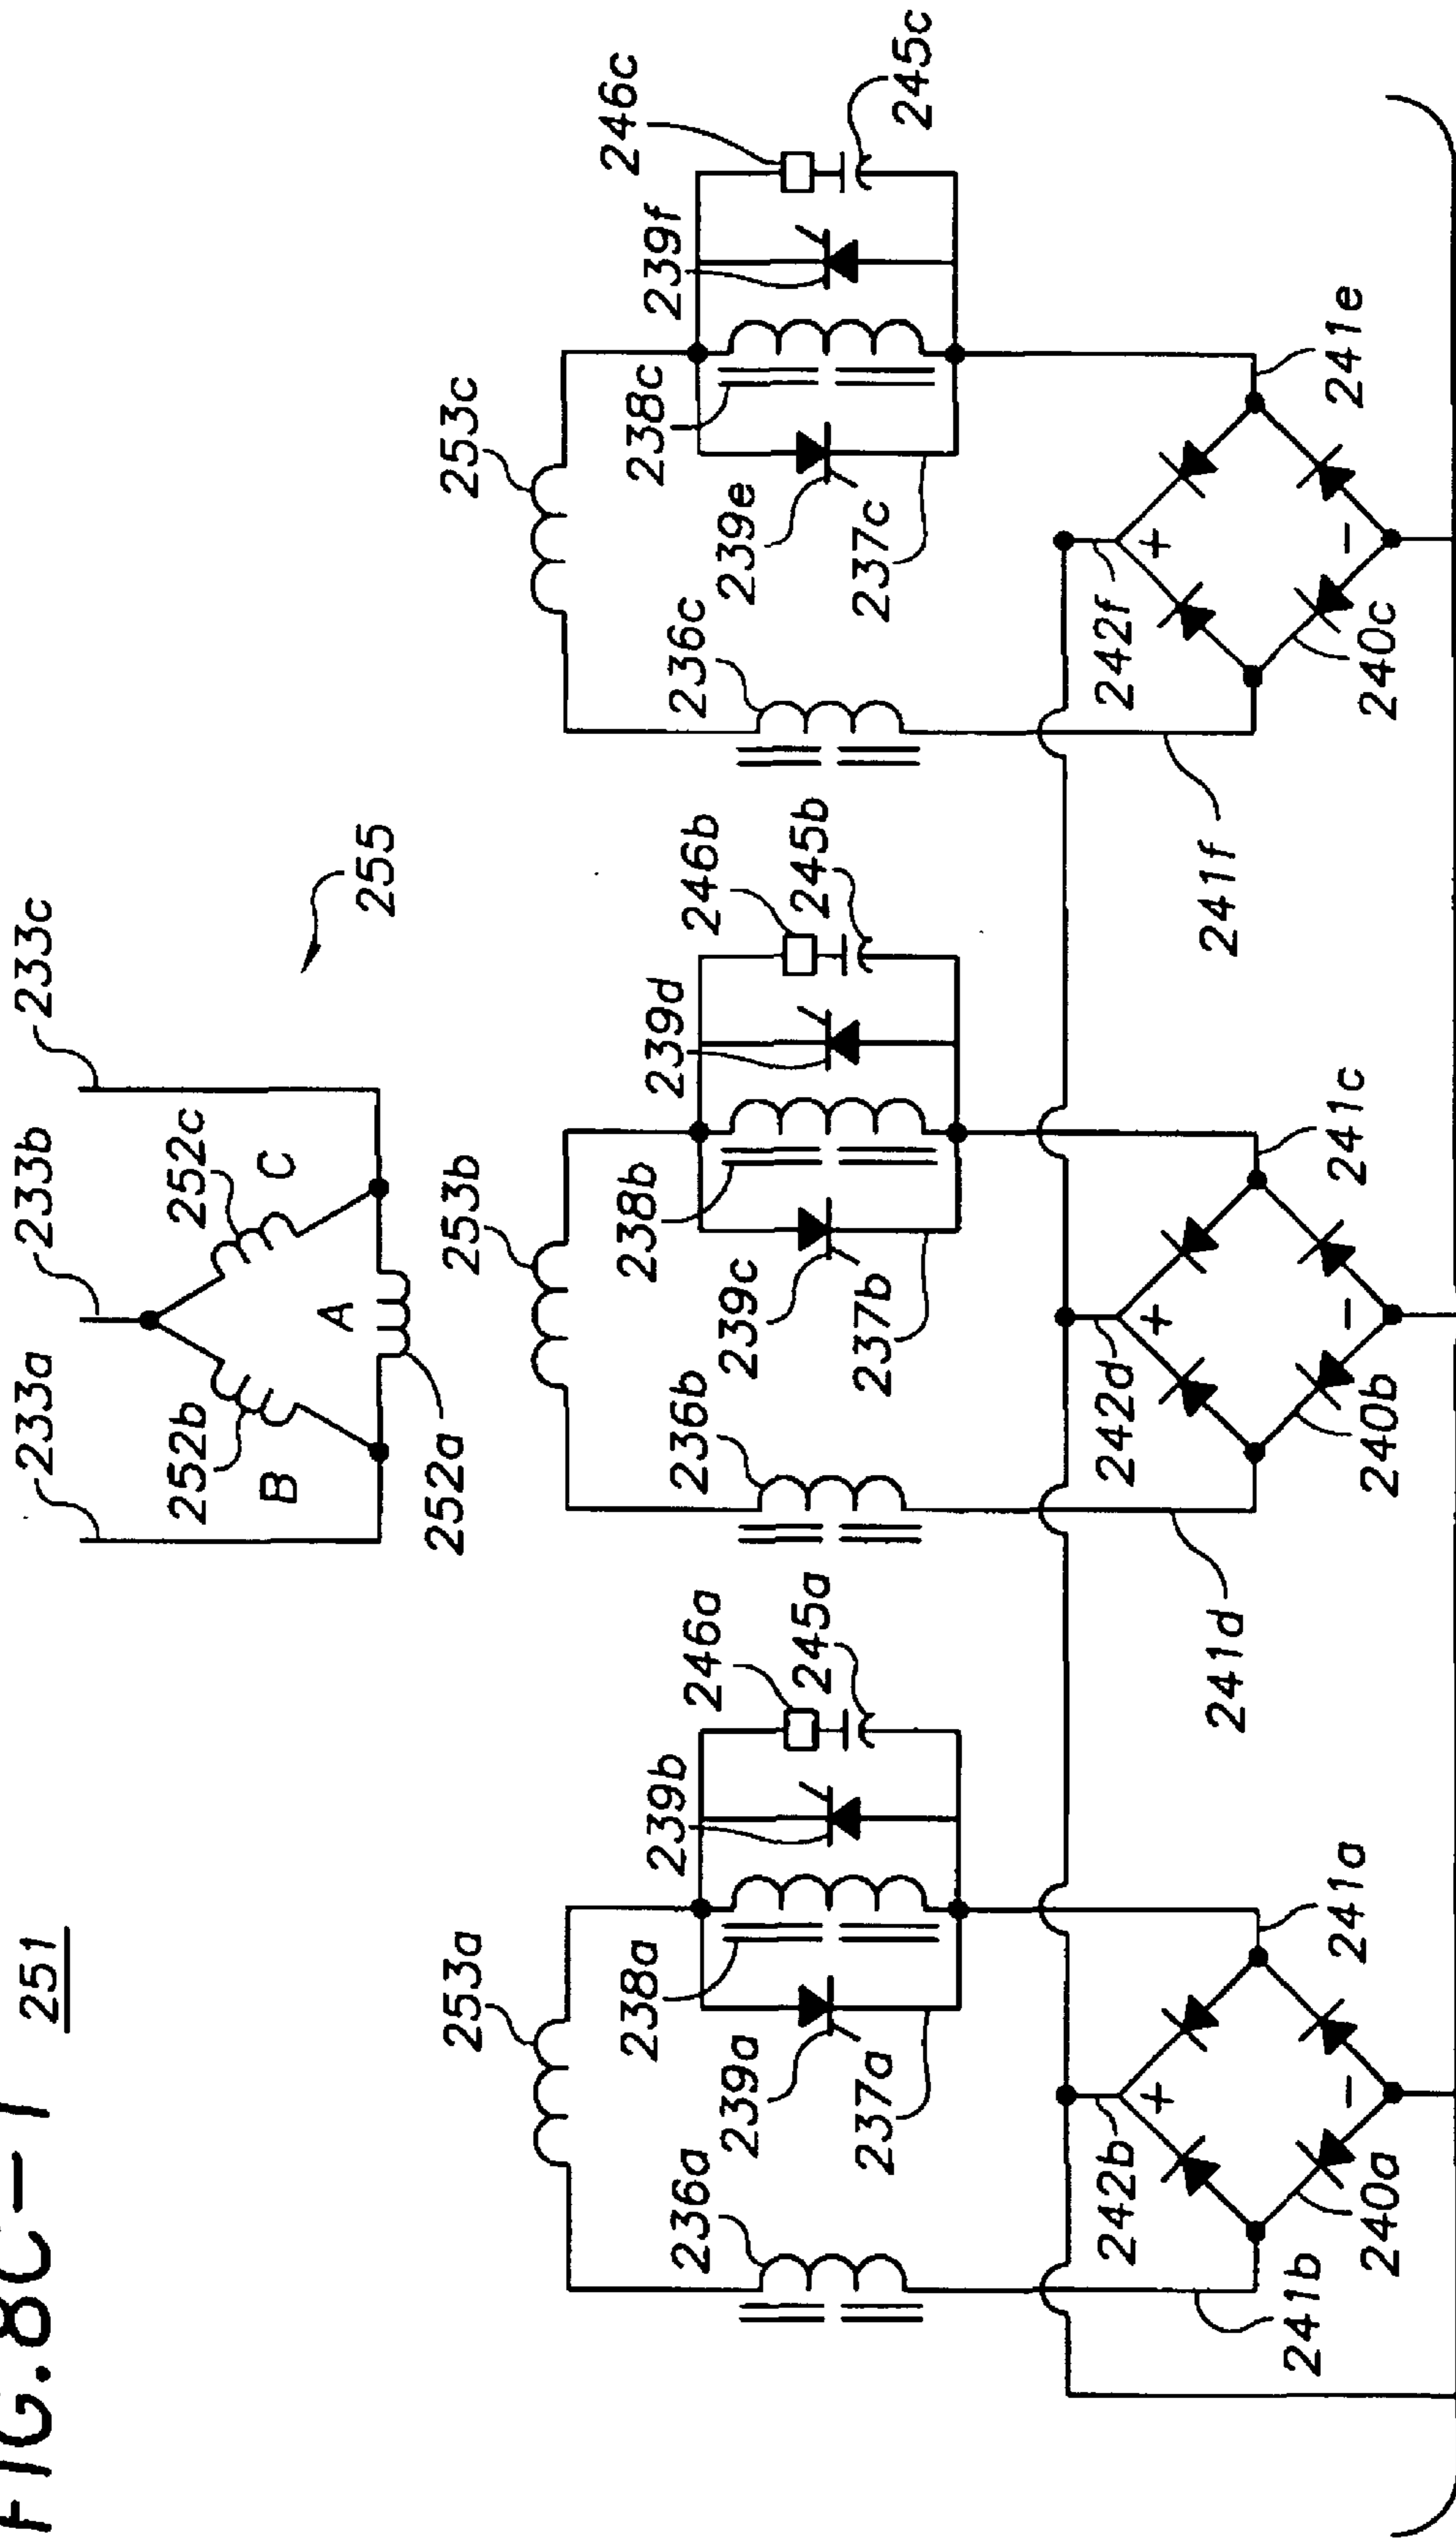 FIG.8C-1
251
233a
233b
233c
252b
252c
B
A
C
252a
255
253a
253b
253c
236a
238a
239a
237a
239b
246a
245a
236b
238b
239c
237b
239d
246b
245b
236c
238c
239e
237c
239f
246c
245c
241b
242b
+
−
240a
241a
241d
242d
+
−
240b
241c
241f
242f
+
−
240c
241e